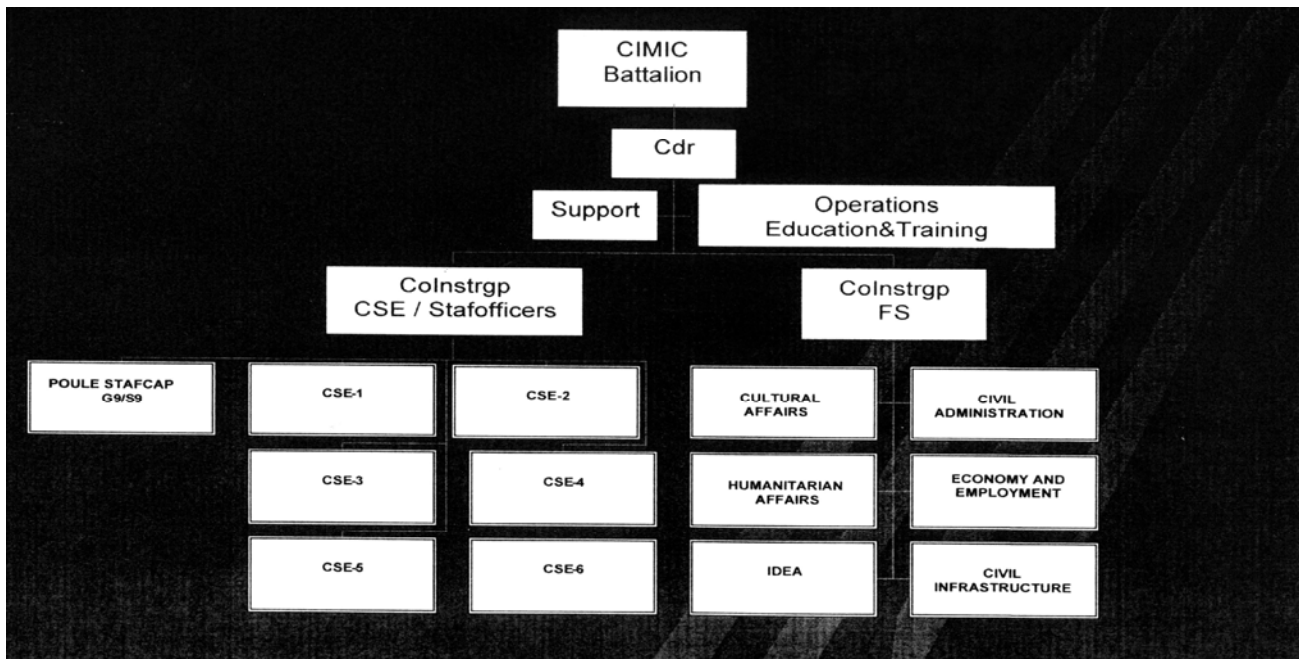 CIMIC
Battalion
Cdr
Support
Operations
Education&Training
CoInstrgp
CSE / Stafofficers
CoInstrgp
FS
POULE STAFCAP
G9/S9
CSE-1
CSE-2
CULTURAL
AFFAIRS
CIVIL
ADMINISTRATION
CSE-3
CSE-4
HUMANITARIAN
AFFAIRS
ECONOMY AND
EMPLOYMENT
CSE-5
CSE-6
IDEA
CIVIL
INFRASTRUCTURE